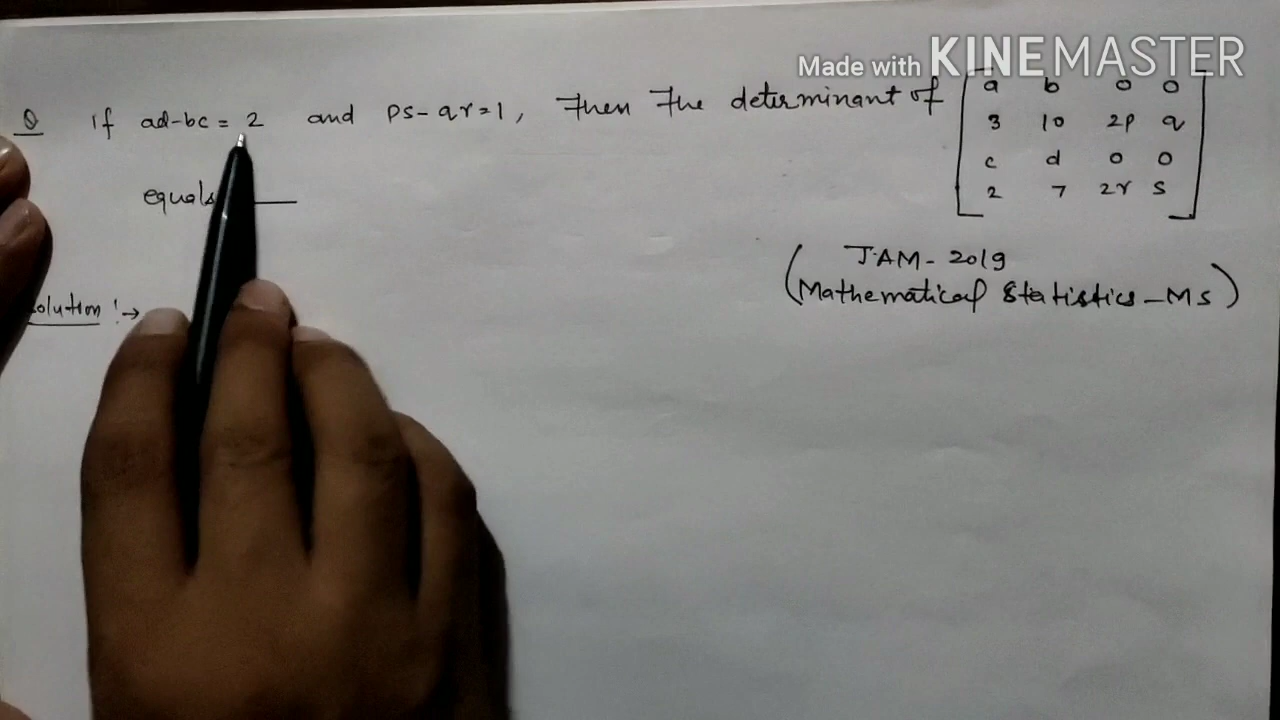 Made with KINEMASTER
Q If ad-bc = 2 and ps-qr=1, Then The determinant of
a b 0 0
3 10 2p q
c d 0 0
2 7 2r s
equals
(JAM-2019
Mathematical Statistics-MS)
olution :→